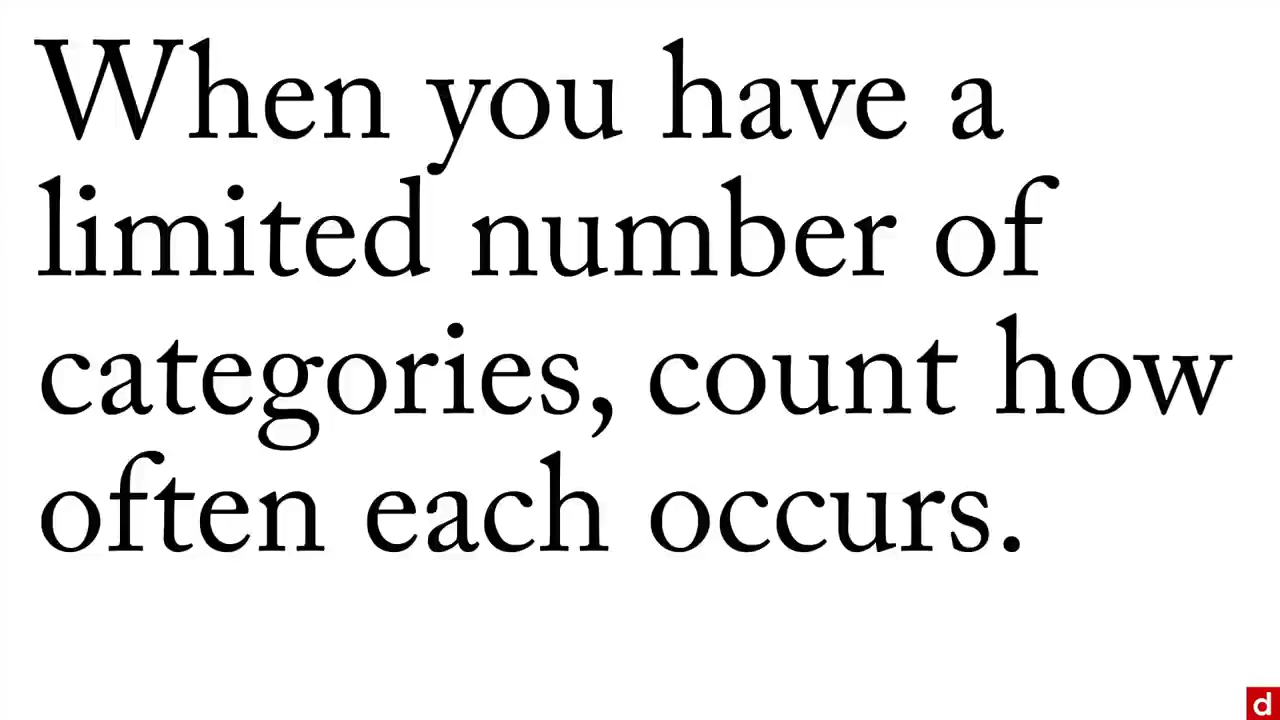 When you have a
limited number of
categories, count how
often each occurs.
d